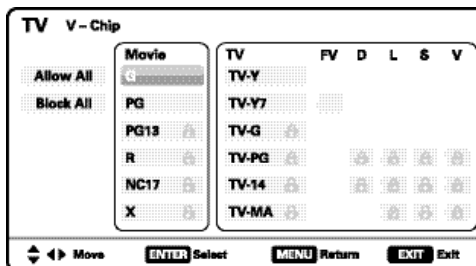 TV V - Chip
Movie TV FV D L S V
Allow All G TV-Y
Block All PG TV-Y7
PG13 TV-G
R TV-PG
NC17 TV-14
X TV-MA
Move ENTER Select MENU Return EXIT Exit